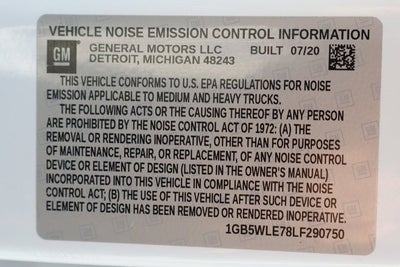 VEHICLE NOISE EMISSION CONTROL INFORMATION
GM GENERAL MOTORS LLC BUILT 07/20
DETROIT, MICHIGAN 48243
THIS VEHICLE CONFORMS TO U.S. EPA REGULATIONS FOR NOISE
EMISSION APPLICABLE TO MEDIUM AND HEAVY TRUCKS.
THE FOLLOWING ACTS OR THE CAUSING THEREOF BY ANY PERSON
ARE PROHIBITED BY THE NOISE CONTROL ACT OF 1972: (A) THE
REMOVAL OR RENDERING INOPERATIVE, OTHER THAN FOR PURPOSES
OF MAINTENANCE, REPAIR, OR REPLACEMENT, OF ANY NOISE CONTROL
DEVICE OR ELEMENT OF DESIGN (LISTED IN THE OWNER'S MANUAL)
INCORPORATED INTO THIS VEHICLE IN COMPLIANCE WITH THE NOISE
CONTROL ACT; (B) THE USE OF THIS VEHICLE AFTER SUCH DEVICE OR
ELEMENT OF DESIGN HAS BEEN REMOVED OR RENDERED INOPERATIVE.
1GB5WLE78LF290750